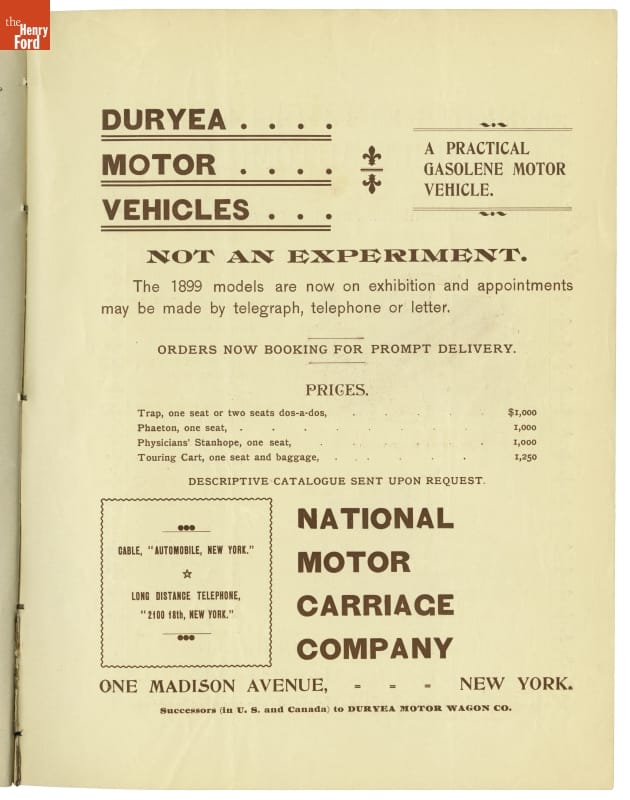 the
Henry
Ford
DURYEA . . . .
MOTOR . . . .
VEHICLES . . .
A PRACTICAL
GASOLENE MOTOR
VEHICLE.
NOT AN EXPERIMENT.
The 1899 models are now on exhibition and appointments
may be made by telegraph, telephone or letter.
ORDERS NOW BOOKING FOR PROMPT DELIVERY.
PRICES.
Trap, one seat or two seats dos-a-dos, . . . . . . $1,000
Phaeton, one seat, . . . . . . . . 1,000
Physicians' Stanhope, one seat, . . . . . . 1,000
Touring Cart, one seat and baggage, . . . . . . 1,250
DESCRIPTIVE CATALOGUE SENT UPON REQUEST.
CABLE, "AUTOMOBILE, NEW YORK."
LONG DISTANCE TELEPHONE,
"2100 18th, NEW YORK."
NATIONAL
MOTOR
CARRIAGE
COMPANY
ONE MADISON AVENUE, = = = NEW YORK.
Successors (in U. S. and Canada) to DURYEA MOTOR WAGON CO.